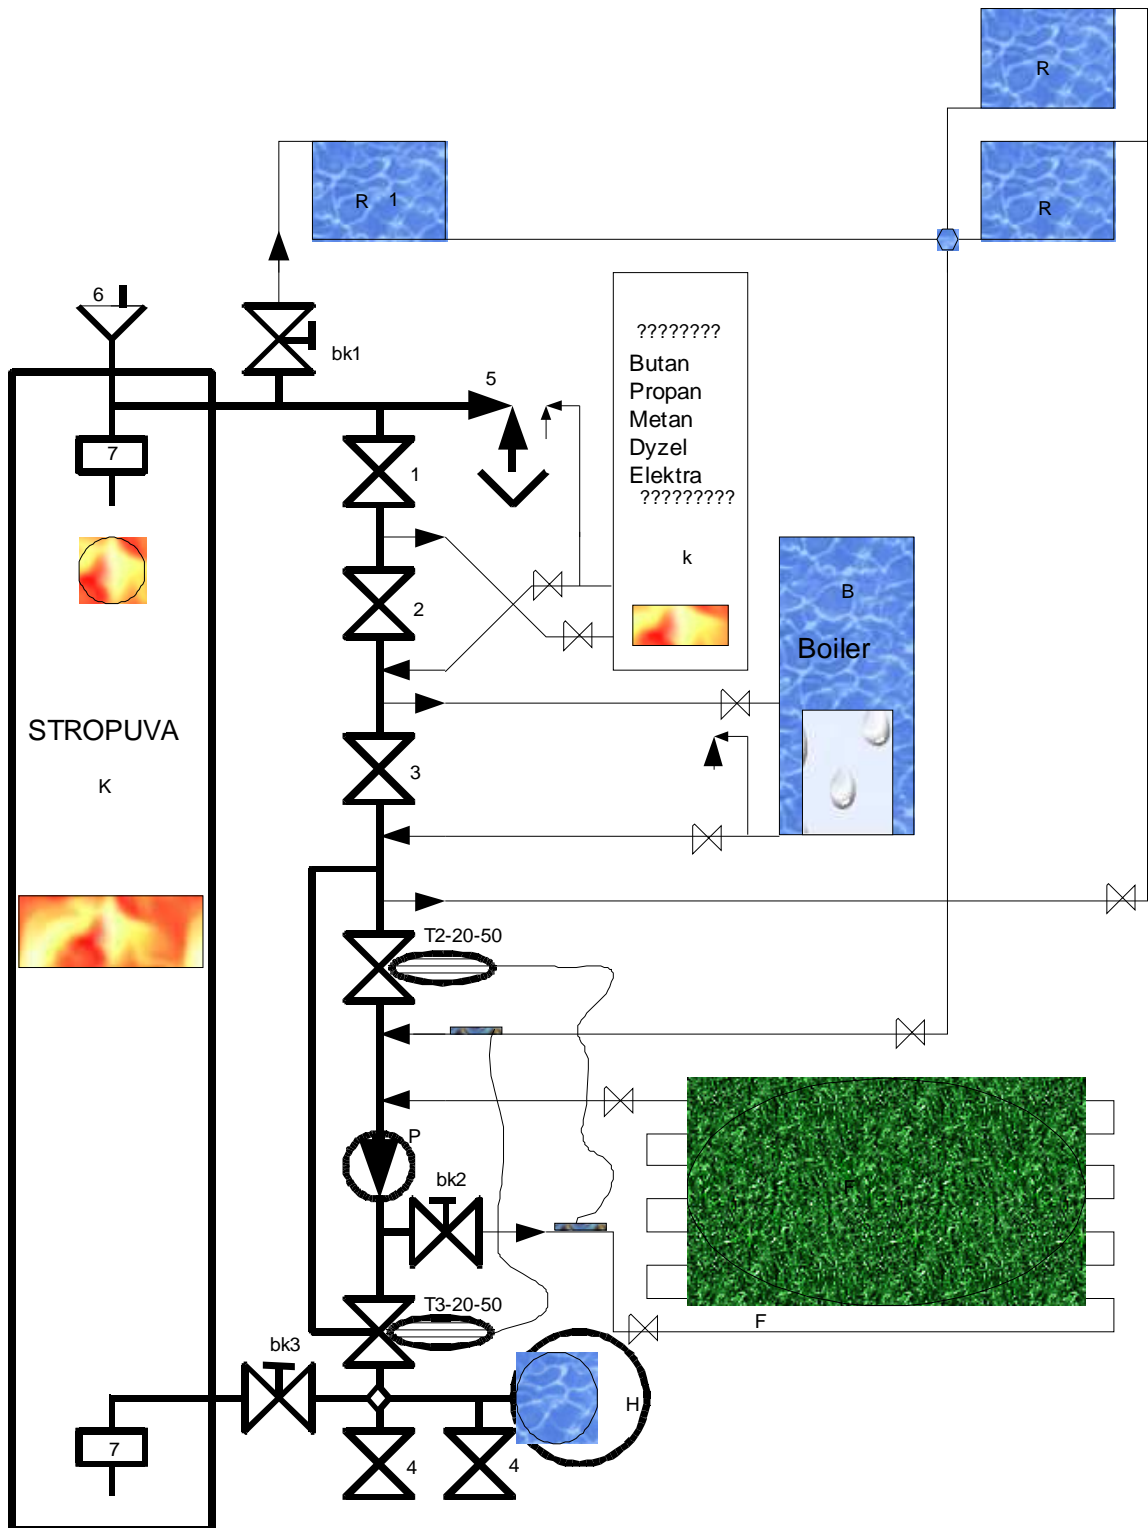 R
R 1
R
6
bk1
5
????????
Butan
Propan
Metan
Dyzel
Elektra
?????????
7
1
k
B
2
Boiler
STROPUVA
K
3
T2-20-50
P
bk2
F
T3-20-50
F
bk3
H
7
4
4